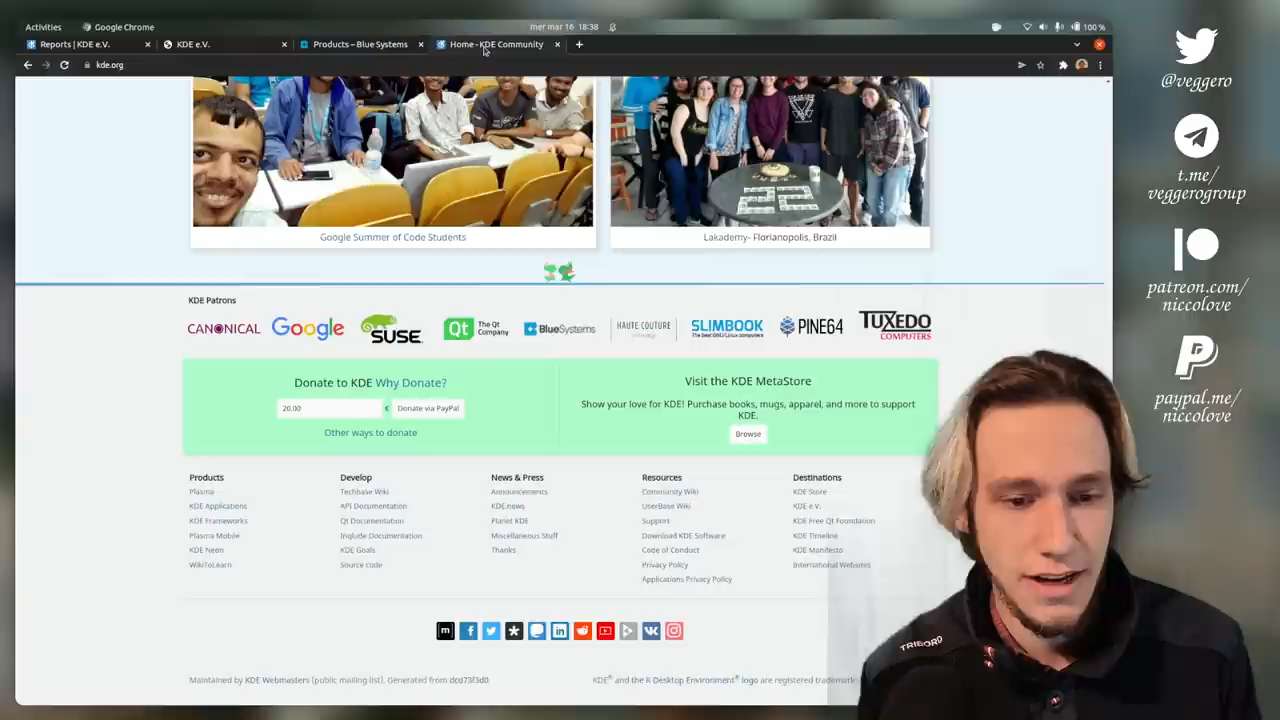 Activities
Google Chrome
mer mar 16 18:38
100 %
Reports | KDE e.V.
KDE e.V.
Products – Blue Systems
Home - KDE Community
kde.org
Google Summer of Code Students
Lakademy- Florianopolis, Brazil
KDE Patrons
CANONICAL
Google
SUSE
Qt The Qt Company
BlueSystems
HAUTE COUTURE
SLIMBOOK
PINE64
TUXEDO COMPUTERS
Donate to KDE Why Donate?
20.00
€
Donate via PayPal
Other ways to donate
Visit the KDE MetaStore
Show your love for KDE! Purchase books, mugs, apparel, and more to support
KDE.
Browse
Products
Plasma
KDE Applications
KDE Frameworks
Plasma Mobile
KDE Neon
WikiToLearn
Develop
Techbase Wiki
API Documentation
Qt Documentation
Inqlude Documentation
KDE Goals
Source code
News & Press
Announcements
KDE.news
Planet KDE
Miscellaneous Stuff
Thanks
Resources
Community Wiki
UserBase Wiki
Support
Download KDE Software
Code of Conduct
Privacy Policy
Applications Privacy Policy
Destinations
KDE Store
KDE e.V.
KDE Free Qt Foundation
KDE Timeline
KDE Manifesto
International Websites
Maintained by KDE Webmasters (public mailing list). Generated from dcd73f3d0.
KDE® and the K Desktop Environment® logo are registered trademark
@veggero
t.me/
veggerogroup
patreon.com/
niccolove
paypal.me/
niccolove
TRIBORD